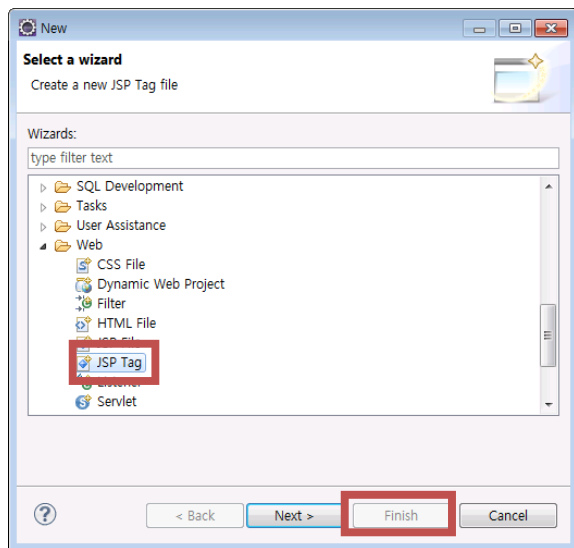 New
Select a wizard
Create a new JSP Tag file
Wizards:
type filter text
SQL Development
Tasks
User Assistance
Web
CSS File
Dynamic Web Project
Filter
HTML File
JSP Tag
Servlet
< Back Next > Finish Cancel